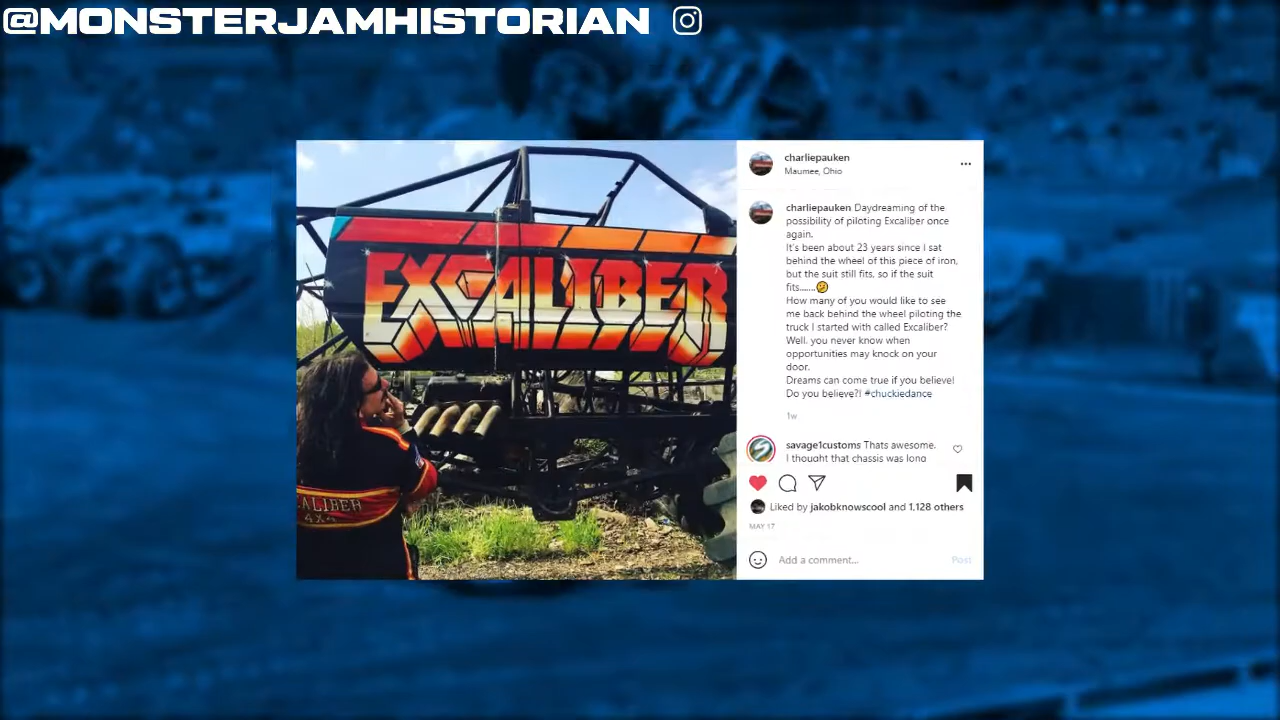 @MONSTERJAMHISTORIAN
EXCALIBER
ALIBER
4X4
charliepauken
Maumee, Ohio
charliepauken Daydreaming of the
possibility of piloting Excaliber once
again.
It's been about 23 years since I sat
behind the wheel of this piece of iron,
but the suit still fits, so if the suit
fits.......
How many of you would like to see
me back behind the wheel piloting the
truck I started with called Excaliber?
Well, you never know when
opportunities may knock on your
door.
Dreams can come true if you believe!
Do you believe?! #chuckiedance
1w
savage1customs Thats awesome.
I thought that chassis was long
Liked by jakobknowscool and 1,128 others
MAY 17
Add a comment...
Post